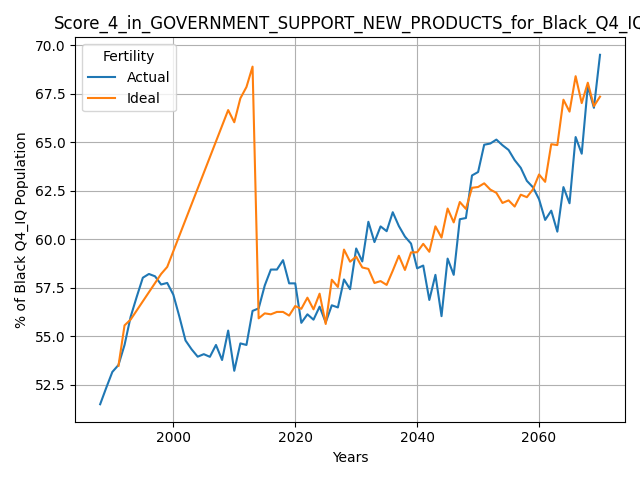 Score_4_in_GOVERNMENT_SUPPORT_NEW_PRODUCTS_for_Black_Q4_IQ
Fertility
Actual
Ideal
70.0
67.5
65.0
62.5
60.0
57.5
55.0
52.5
% of Black Q4_IQ Population
2000
2020
2040
2060
Years